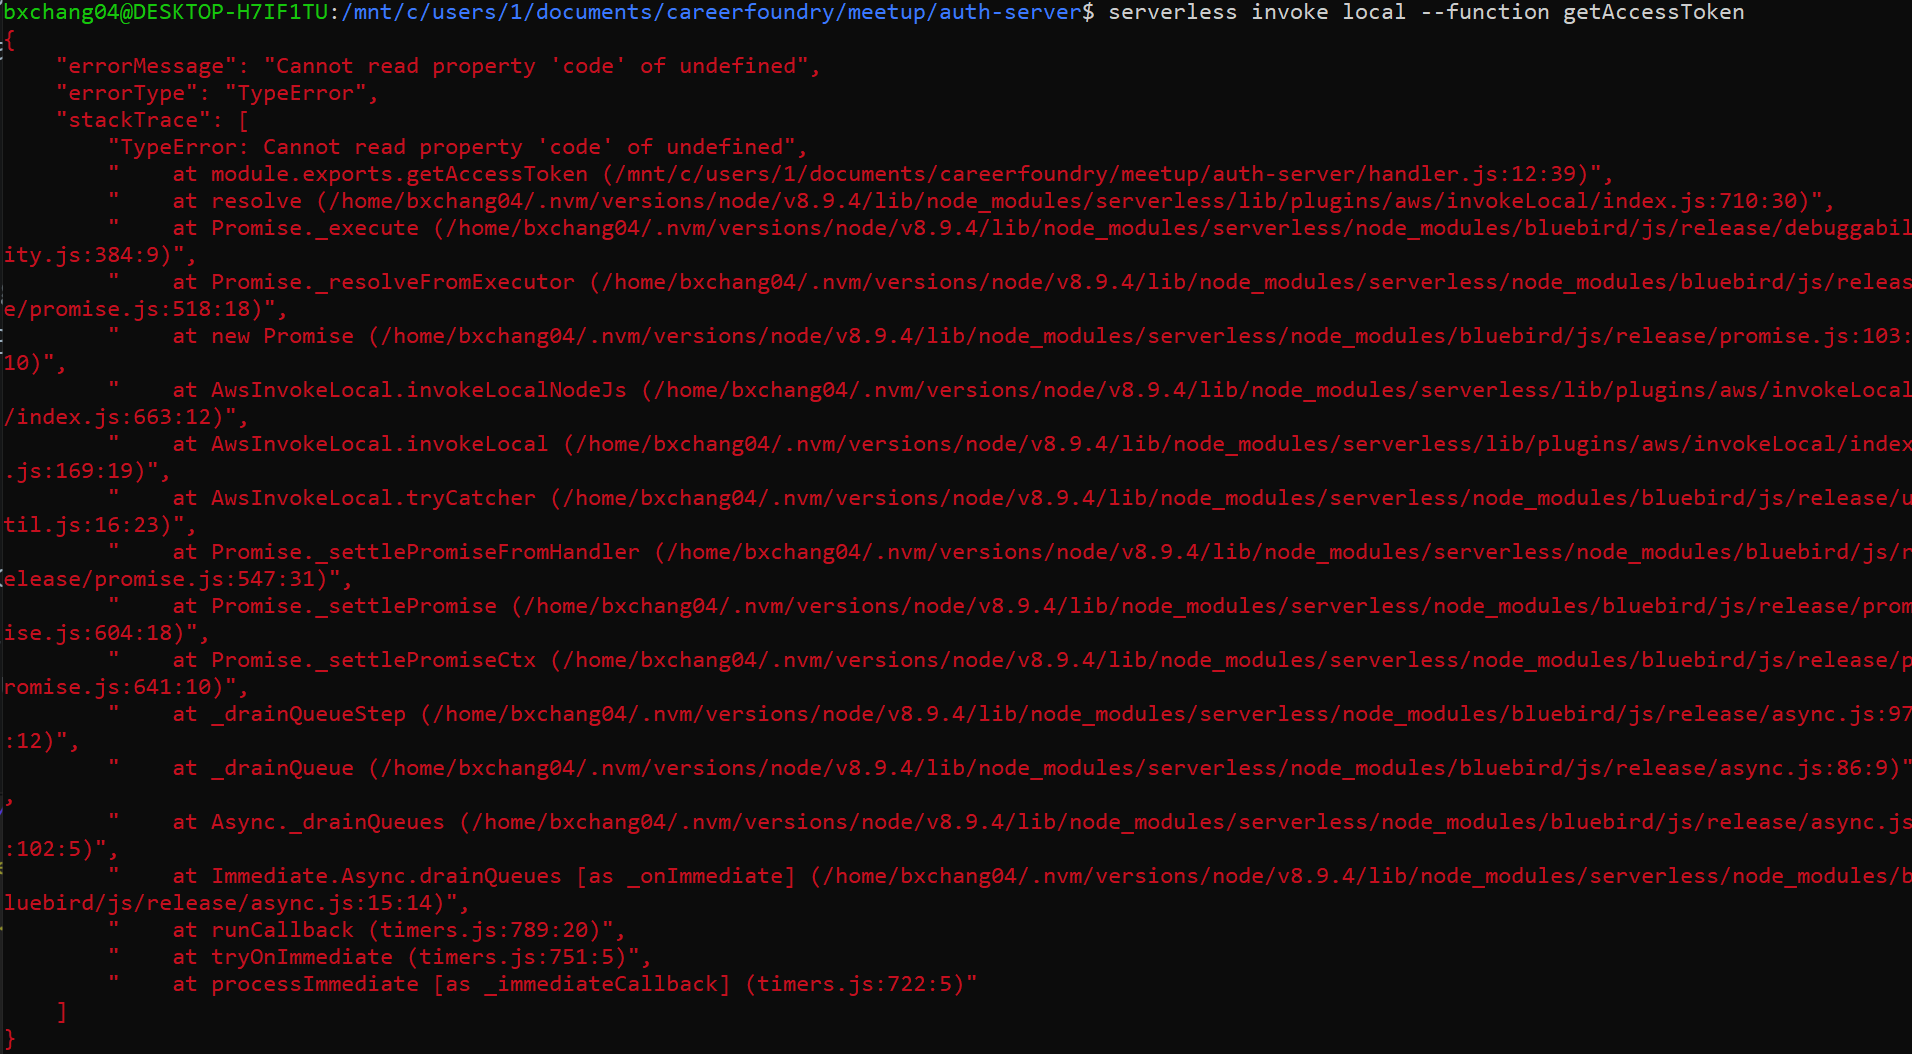 bxchang04@DESKTOP-H7IF1TU:/mnt/c/users/1/documents/careerfoundry/meetup/auth-server$ serverless invoke local --function getAccessToken
{
    "errorMessage": "Cannot read property 'code' of undefined",
    "errorType": "TypeError",
    "stackTrace": [
        "TypeError: Cannot read property 'code' of undefined",
        "    at module.exports.getAccessToken (/mnt/c/users/1/documents/careerfoundry/meetup/auth-server/handler.js:12:39)",
        "    at resolve (/home/bxchang04/.nvm/versions/node/v8.9.4/lib/node_modules/serverless/lib/plugins/aws/invokeLocal/index.js:710:30)",
        "    at Promise._execute (/home/bxchang04/.nvm/versions/node/v8.9.4/lib/node_modules/serverless/node_modules/bluebird/js/release/debuggabil
ity.js:384:9)",
        "    at Promise._resolveFromExecutor (/home/bxchang04/.nvm/versions/node/v8.9.4/lib/node_modules/serverless/node_modules/bluebird/js/releas
e/promise.js:518:18)",
        "    at new Promise (/home/bxchang04/.nvm/versions/node/v8.9.4/lib/node_modules/serverless/node_modules/bluebird/js/release/promise.js:103:
10)",
        "    at AwsInvokeLocal.invokeLocalNodeJs (/home/bxchang04/.nvm/versions/node/v8.9.4/lib/node_modules/serverless/lib/plugins/aws/invokeLocal
/index.js:663:12)",
        "    at AwsInvokeLocal.invokeLocal (/home/bxchang04/.nvm/versions/node/v8.9.4/lib/node_modules/serverless/lib/plugins/aws/invokeLocal/index
.js:169:19)",
        "    at AwsInvokeLocal.tryCatcher (/home/bxchang04/.nvm/versions/node/v8.9.4/lib/node_modules/serverless/node_modules/bluebird/js/release/u
til.js:16:23)",
        "    at Promise._settlePromiseFromHandler (/home/bxchang04/.nvm/versions/node/v8.9.4/lib/node_modules/serverless/node_modules/bluebird/js/r
elease/promise.js:547:31)",
        "    at Promise._settlePromise (/home/bxchang04/.nvm/versions/node/v8.9.4/lib/node_modules/serverless/node_modules/bluebird/js/release/prom
ise.js:604:18)",
        "    at Promise._settlePromiseCtx (/home/bxchang04/.nvm/versions/node/v8.9.4/lib/node_modules/serverless/node_modules/bluebird/js/release/p
romise.js:641:10)",
        "    at _drainQueueStep (/home/bxchang04/.nvm/versions/node/v8.9.4/lib/node_modules/serverless/node_modules/bluebird/js/release/async.js:97
:12)",
        "    at _drainQueue (/home/bxchang04/.nvm/versions/node/v8.9.4/lib/node_modules/serverless/node_modules/bluebird/js/release/async.js:86:9)"
,
        "    at Async._drainQueues (/home/bxchang04/.nvm/versions/node/v8.9.4/lib/node_modules/serverless/node_modules/bluebird/js/release/async.js
:102:5)",
        "    at Immediate.Async.drainQueues [as _onImmediate] (/home/bxchang04/.nvm/versions/node/v8.9.4/lib/node_modules/serverless/node_modules/b
luebird/js/release/async.js:15:14)",
        "    at runCallback (timers.js:789:20)",
        "    at tryOnImmediate (timers.js:751:5)",
        "    at processImmediate [as _immediateCallback] (timers.js:722:5)"
    ]
}